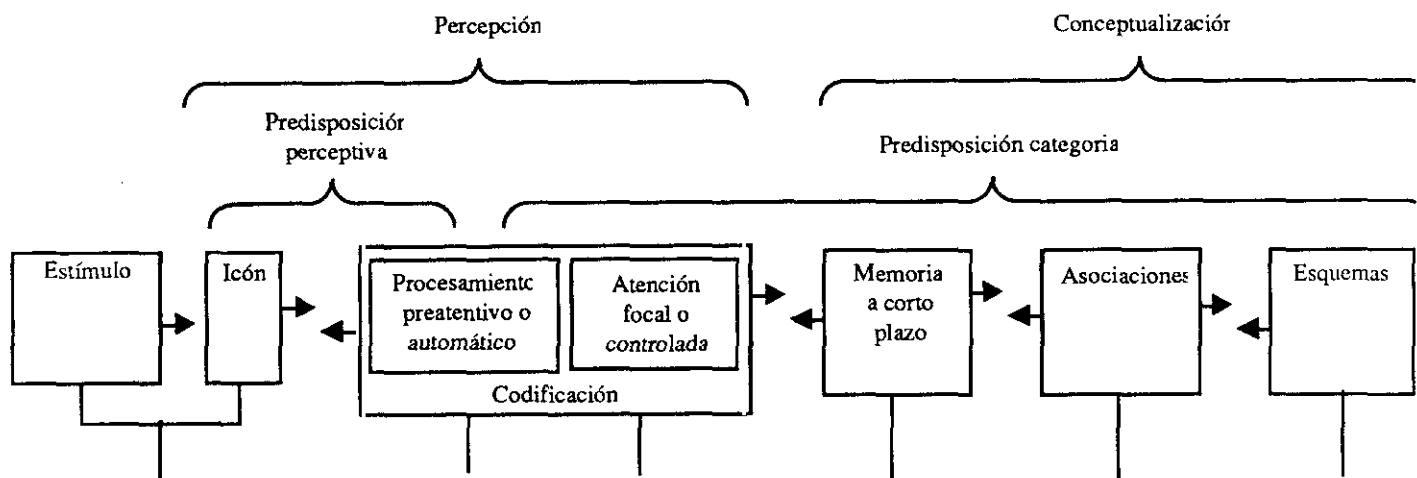 Percepción
Conceptualizaciór
Predisposiciór
perceptiva
Predisposición categoria
Estímulo
Icón
Procesamientc
preatentivo o
automático
Atención
focal o
controlada
Codificación
Memoria
a corto
plazo
Asociaciones
Esquemas